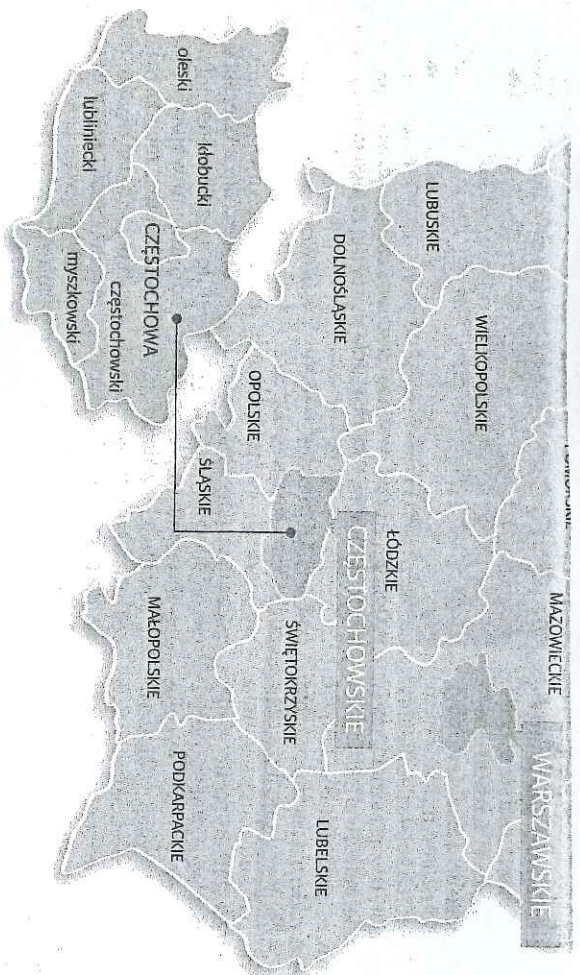 MAZOWIECKIE
WARSZAWSKIE
WIELKOPOLSKIE
LUBUSKIE
ŁÓDZKIE
CZĘSTOCHOWSKIE
DOLNOŚLĄSKIE
LUBELSKIE
ŚWIĘTOKRZYSKIE
OPOLSKIE
ŚLĄSKIE
kłobucki
oleski
PODKARPACKIE
MAŁOPOLSKIE
CZĘSTOCHOWA
częstochowski
lubliniecki
myszkowski